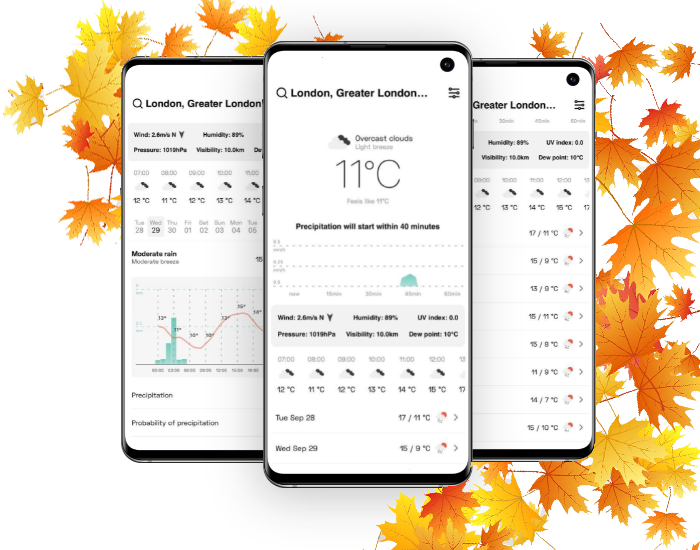 London, Greater London
Wind: 2.6m/s N
Humidity: 89%
Pressure: 1019hPa
Visibility: 10.0km
07:00 08:00 09:00 10:00 11:00
12 °C 11 °C 12 °C 13 °C 14 °C
Tue Wed Thu Fri Sat Sun Mon Tue
28 29 30 01 02 03 04 05
Moderate rain
Moderate breeze
13° 11° 10° 10° 15° 14°
Precipitation
Probability of precipitation
London, Greater London...
Overcast clouds
Light breeze
11°C
Feels like 11°C
Precipitation will start within 40 minutes
now 15min 30min 45min 60min
Wind: 2.6m/s N Humidity: 89% UV index: 0.0
Pressure: 1019hPa Visibility: 10.0km Dew point: 10°C
07:00 08:00 09:00 10:00 11:00 12:00
12 °C 11 °C 12 °C 13 °C 14 °C 15 °C
Tue Sep 28 17 / 11 °C
Wed Sep 29 15 / 9 °C
Greater London...
30min 45min 60min
Humidity: 89% UV index: 0.0
Visibility: 10.0km Dew point: 10°C
09:00 10:00 11:00 12:00
12 °C 13 °C 14 °C 15 °C
17 / 11 °C
15 / 9 °C
13 / 9 °C
15 / 11 °C
15 / 8 °C
11 / 9 °C
14 / 7 °C
15 / 10 °C